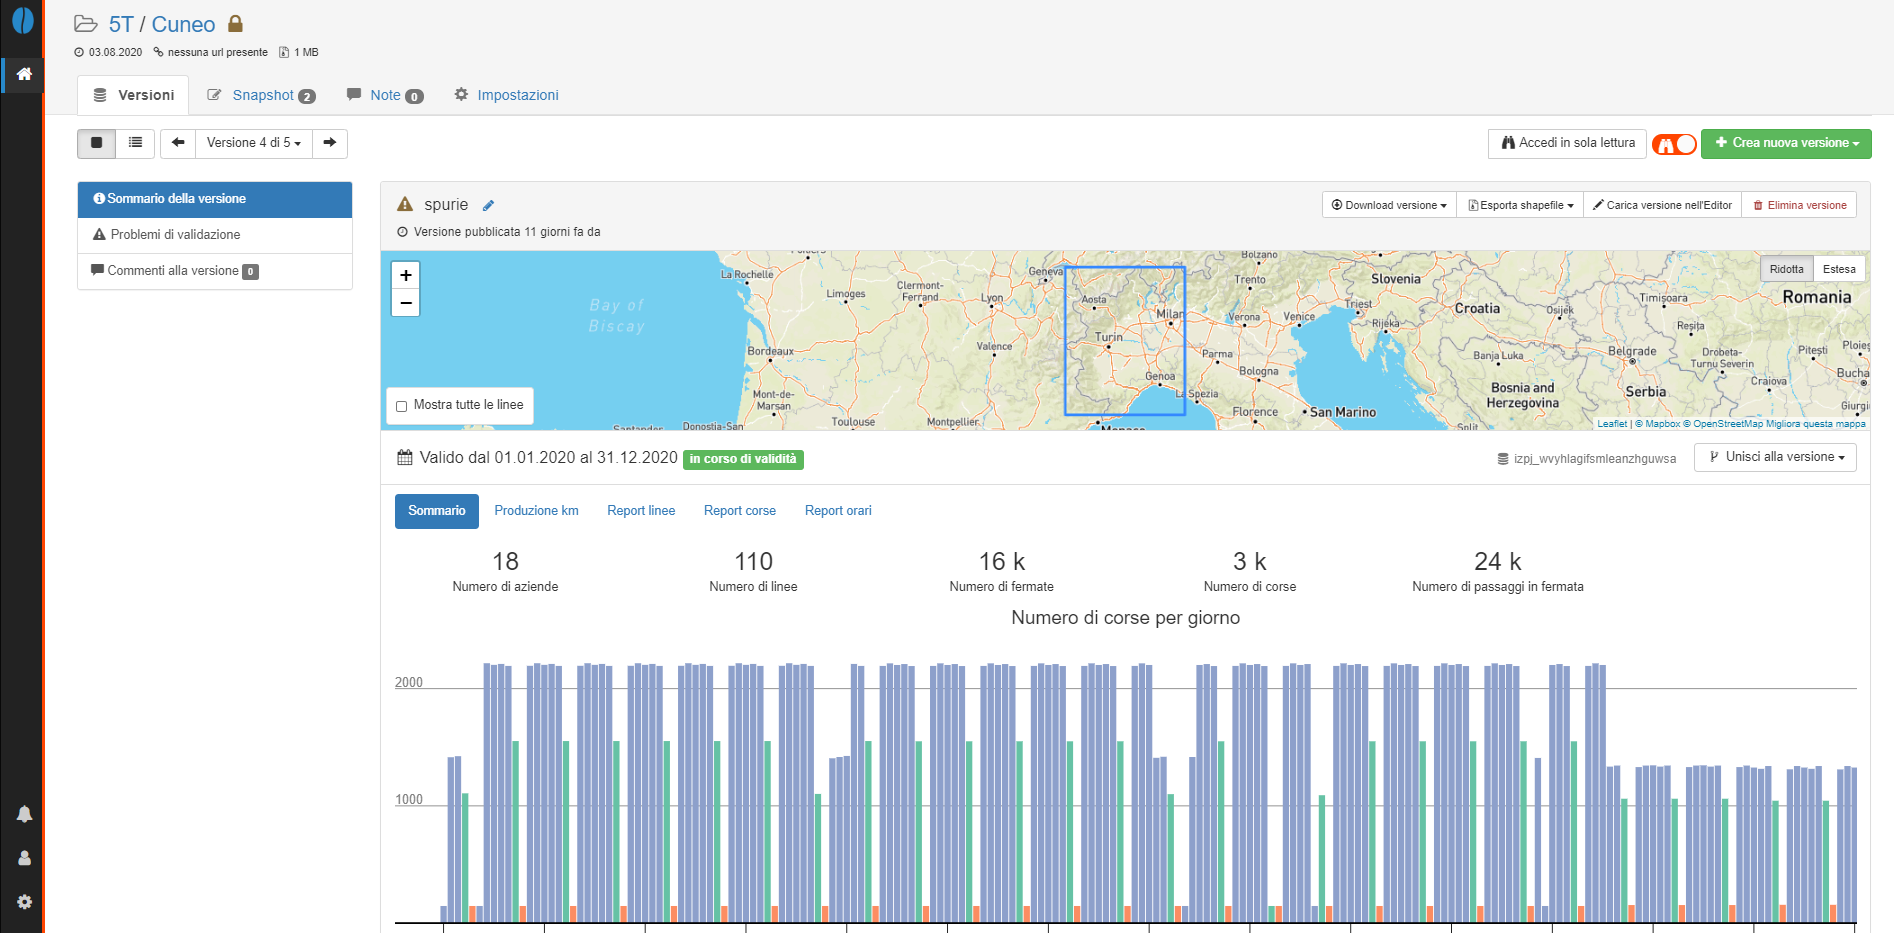 5T / Cuneo
03.08.2020 nessuna url presente 1 MB
Versioni Snapshot 2 Note 0 Impostazioni
Versione 4 di 5
Accedi in sola lettura
Crea nuova versione
Sommario della versione
Problemi di validazione
Commenti alla versione 0
spurie
Download versione Esporta shapefile Carica versione nell'Editor Elimina versione
Versione pubblicata 11 giorni fa da
+
−
Ridotta Estesa
Bay of
Biscay
La Rochelle
Limoges
Clermont-
Ferrand
Lyon
Geneva
Aosta
Milan
Turin
Genoa
Bolzano
Trento
Verona
Venice
Parma
Bologna
La Spezia
Florence
San Marino
Monaco
Slovenia
Triest
Rijeka
Croatia
Osijek
Timișoara
Romania
Reșița
Banja Luka
Belgrade
Drobeta-
Turnu Severin
Pitești
Ploie
Craiova
Bucha
Giurgi
Bosnia and
Herzegovina
Serbia
Split
Bordeaux
Valence
Mont-de-
Marsan
Toulouse
Montpellier
Santander
Donostia-San
Mostra tutte le linee
Leaflet | © Mapbox © OpenStreetMap Migliora questa mappa
Valido dal 01.01.2020 al 31.12.2020 in corso di validità
izpj_wvyhlagifsmleanzhguwsa
Unisci alla versione
Sommario Produzione km Report linee Report corse Report orari
18 110 16 k 3 k 24 k
Numero di aziende Numero di linee Numero di fermate Numero di corse Numero di passaggi in fermata
Numero di corse per giorno
2000
1000